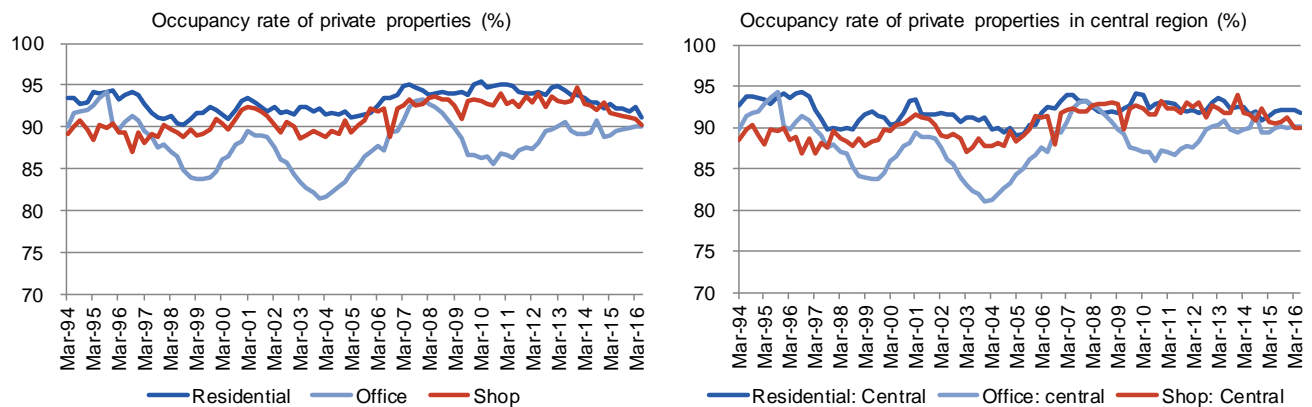 Occupancy rate of private properties (%)
100
95
90
85
80
75
70
Mar-94
Mar-95
Mar-96
Mar-97
Mar-98
Mar-99
Mar-00
Mar-01
Mar-02
Mar-03
Mar-04
Mar-05
Mar-06
Mar-07
Mar-08
Mar-09
Mar-10
Mar-11
Mar-12
Mar-13
Mar-14
Mar-15
Mar-16
Residential Office Shop
Occupancy rate of private properties in central region (%)
100
95
90
85
80
75
70
Mar-94
Mar-95
Mar-96
Mar-97
Mar-98
Mar-99
Mar-00
Mar-01
Mar-02
Mar-03
Mar-04
Mar-05
Mar-06
Mar-07
Mar-08
Mar-09
Mar-10
Mar-11
Mar-12
Mar-13
Mar-14
Mar-15
Mar-16
Residential: Central Office: central Shop: Central